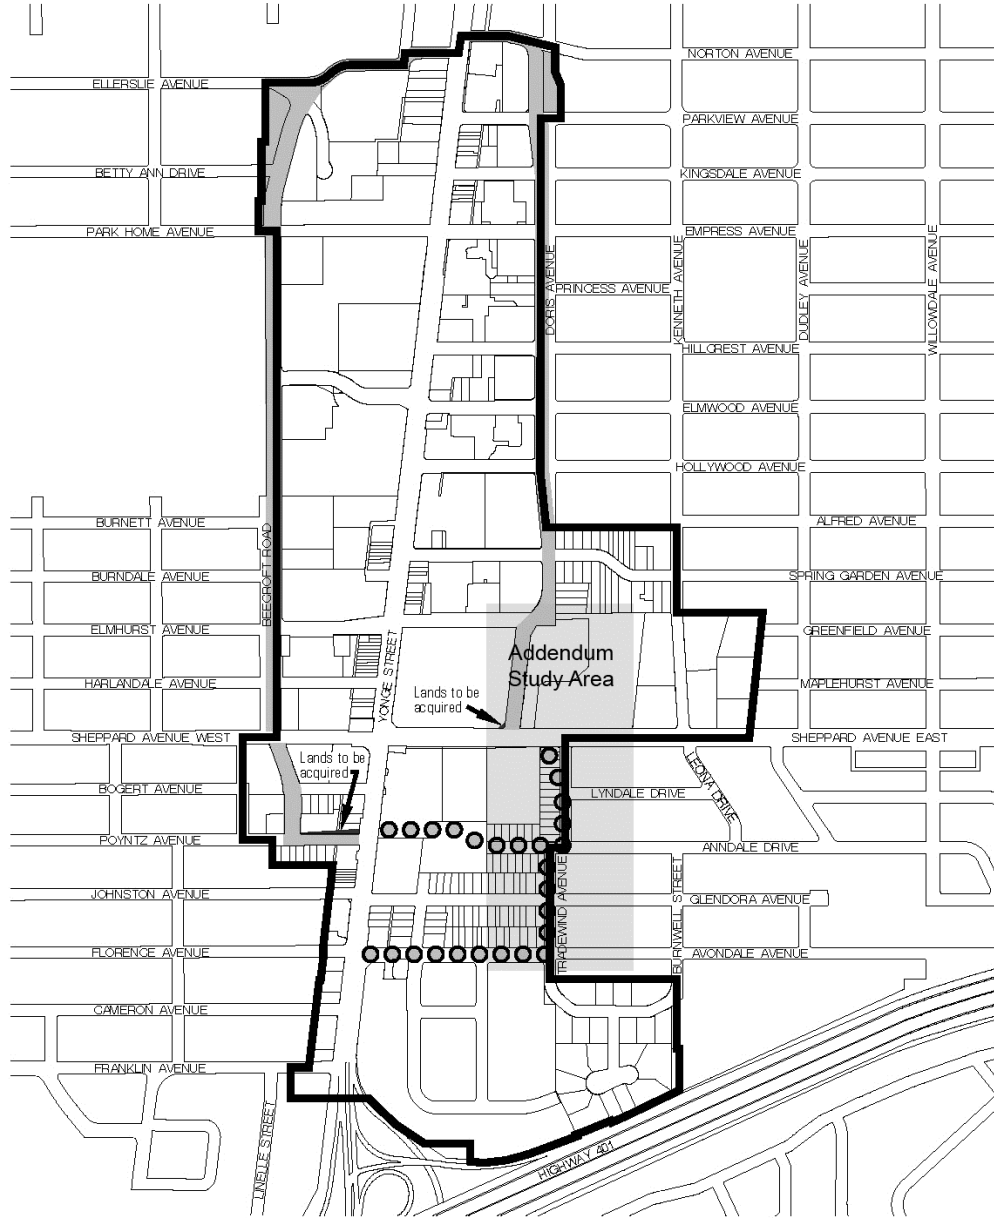 NORTON AVENUE
ELLERSLIE AVENUE
PARKVIEW AVENUE
BETTY ANN DRIVE
KINGSDALE AVENUE
PARK HOME AVENUE
EMPRESS AVENUE
DORIS AVENUE
KENNETH AVENUE
DUDLEY AVENUE
WILLOWDALE AVENUE
PRINCESS AVENUE
HILLCREST AVENUE
ELMWOOD AVENUE
HOLLYWOOD AVENUE
BURNETT AVENUE
ALFRED AVENUE
BEECROFT ROAD
BURNDALE AVENUE
SPRING GARDEN AVENUE
ELMHURST AVENUE
GREENFIELD AVENUE
YONGE STREET
Addendum
Study Area
HARLANDALE AVENUE
MAPLEHURST AVENUE
Lands to be
acquired
SHEPPARD AVENUE WEST
SHEPPARD AVENUE EAST
Lands to be
acquired
LEONA DRIVE
BOGERT AVENUE
LYNDALE DRIVE
POYNTZ AVENUE
ANNDALE DRIVE
TRADEWIND AVENUE
BURNWELL STREET
JOHNSTON AVENUE
GLENDORA AVENUE
FLORENCE AVENUE
AVONDALE AVENUE
CAMERON AVENUE
FRANKLIN AVENUE
LINELLE STREET
HIGHWAY 401